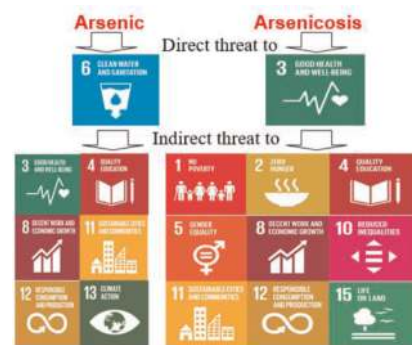 Arsenic
Arsenicosis
Direct threat to
6 CLEAN WATER
AND SANITATION
3 GOOD HEALTH
AND WELL-BEING
Indirect threat to
3 GOOD HEALTH
AND WELL-BEING
4 QUALITY
EDUCATION
1 NO
POVERTY
2 ZERO
HUNGER
4 QUALITY
EDUCATION
8 DECENT WORK AND
ECONOMIC GROWTH
11 SUSTAINABLE CITIES
AND COMMUNITIES
5 GENDER
EQUALITY
8 DECENT WORK AND
ECONOMIC GROWTH
10 REDUCED
INEQUALITIES
12 RESPONSIBLE
CONSUMPTION
AND PRODUCTION
13 CLIMATE
ACTION
11 SUSTAINABLE CITIES
AND COMMUNITIES
12 RESPONSIBLE
CONSUMPTION
AND PRODUCTION
15 LIFE
ON LAND